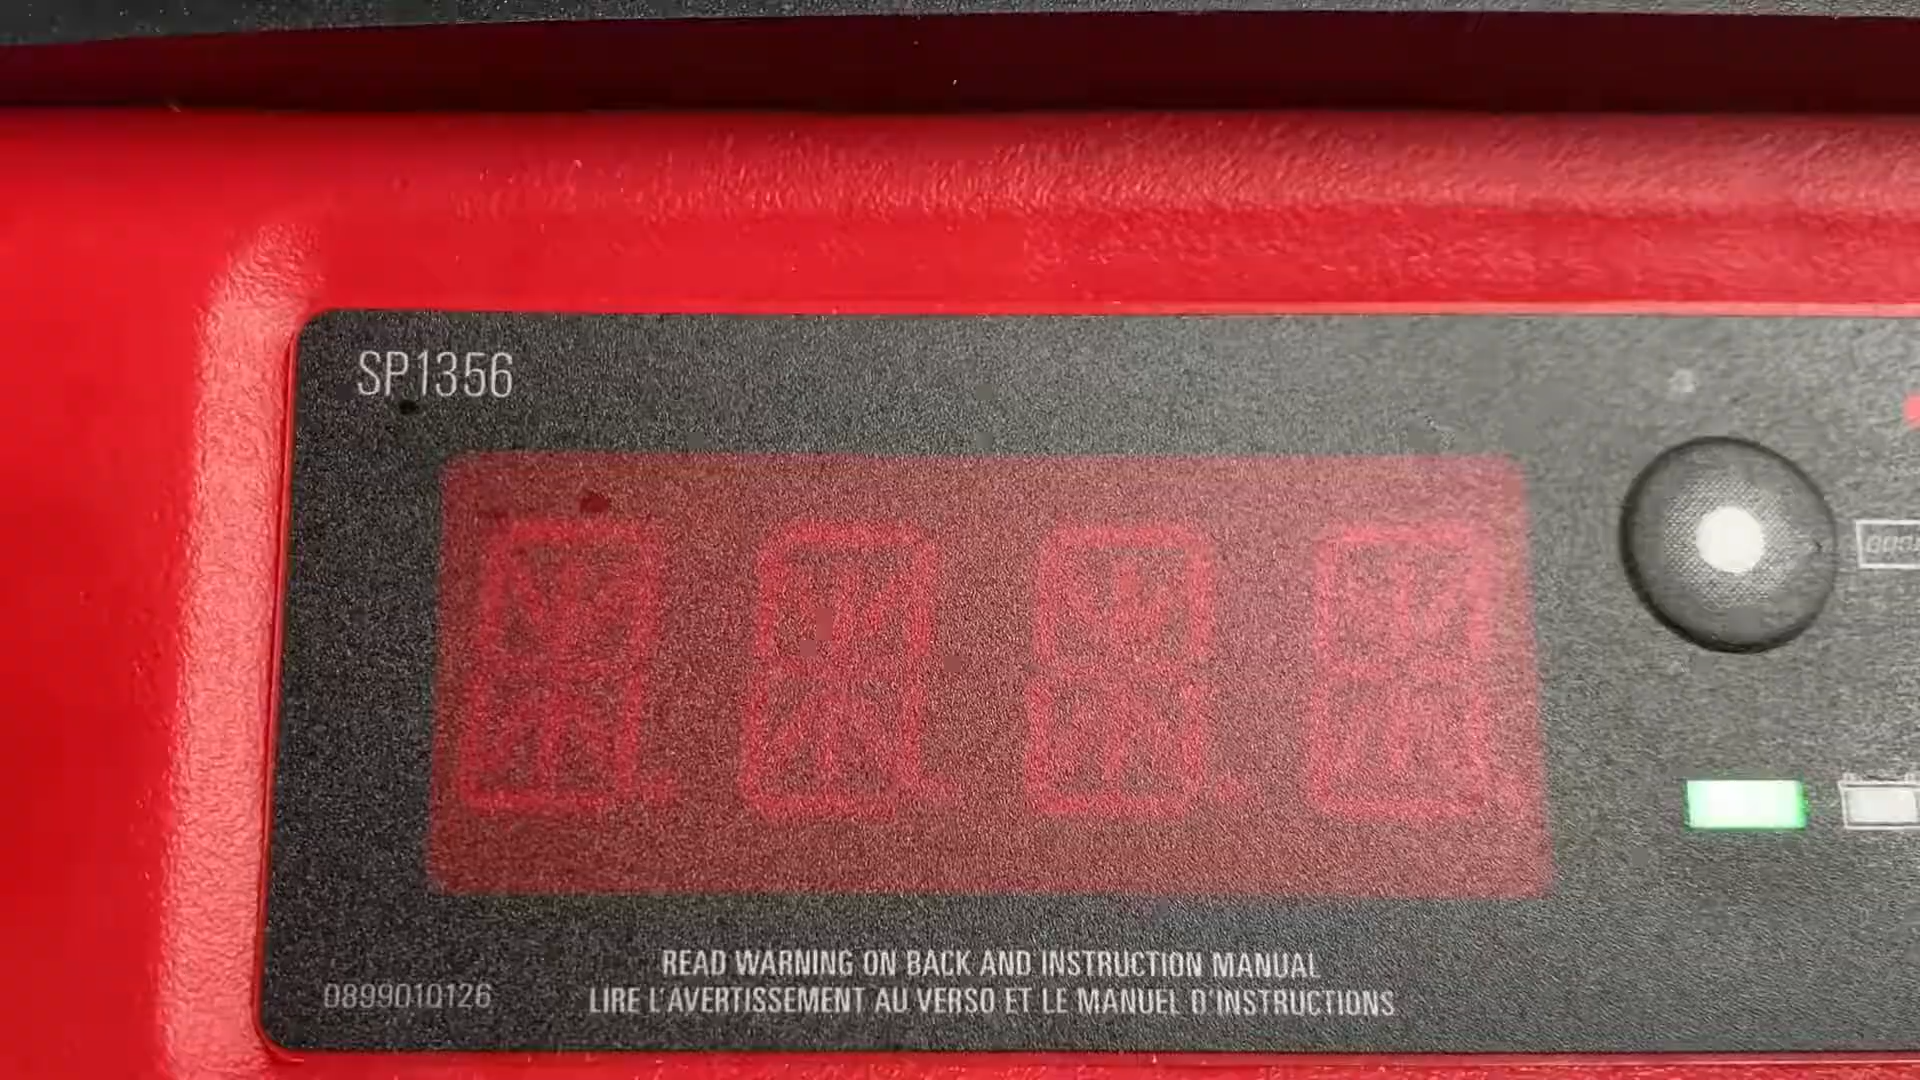 SP1356
READ WARNING ON BACK AND INSTRUCTION MANUAL
LIRE L'AVERTISSEMENT AU VERSO ET LE MANUEL D'INSTRUCTIONS
0899010126